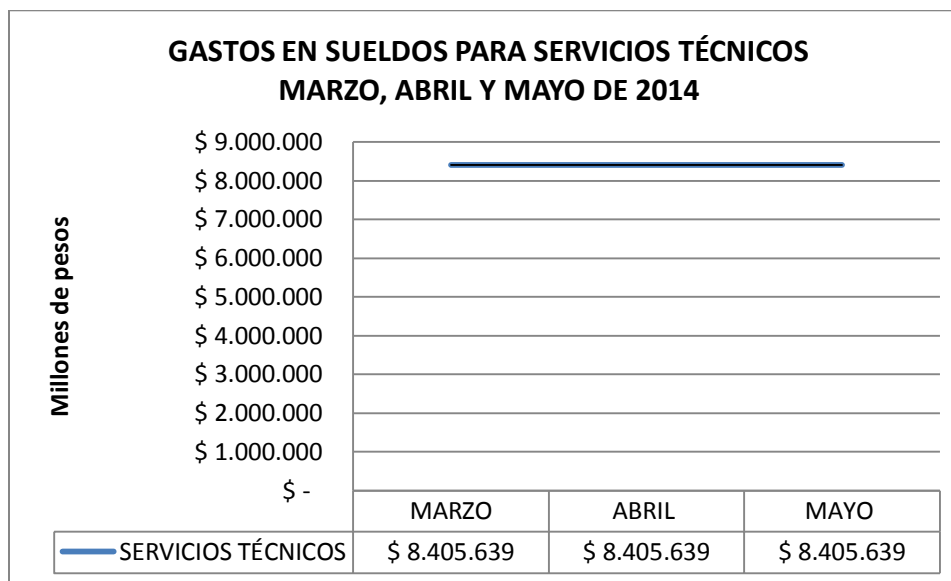 GASTOS EN SUELDOS PARA SERVICIOS TÉCNICOS
MARZO, ABRIL Y MAYO DE 2014
Millones de pesos
$ 9.000.000
$ 8.000.000
$ 7.000.000
$ 6.000.000
$ 5.000.000
$ 4.000.000
$ 3.000.000
$ 2.000.000
$ 1.000.000
$ -
MARZO ABRIL MAYO
SERVICIOS TÉCNICOS $ 8.405.639 $ 8.405.639 $ 8.405.639